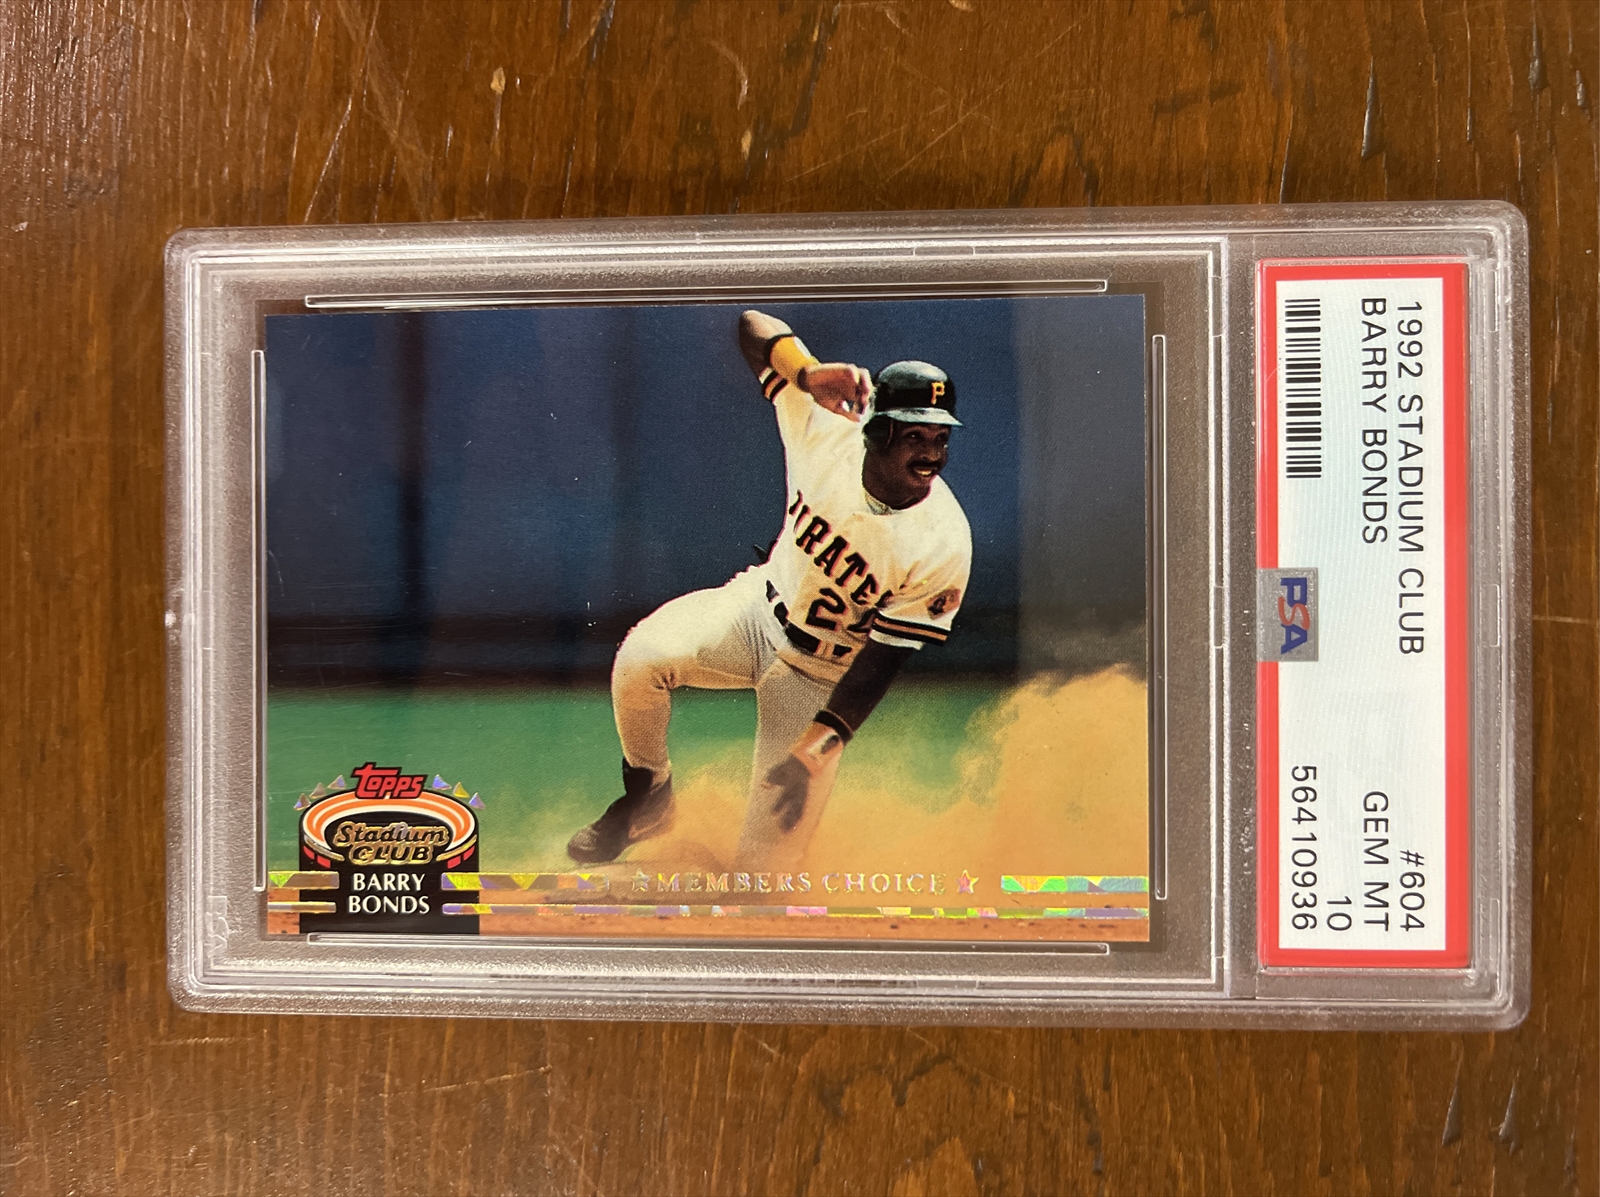 1992 STADIUM CLUB #604
BARRY BONDS GEM MT
10
PSA 56410936
P
PIRATES
24
Topps
Stadium
CLUB
BARRY
BONDS
MEMBERS CHOICE